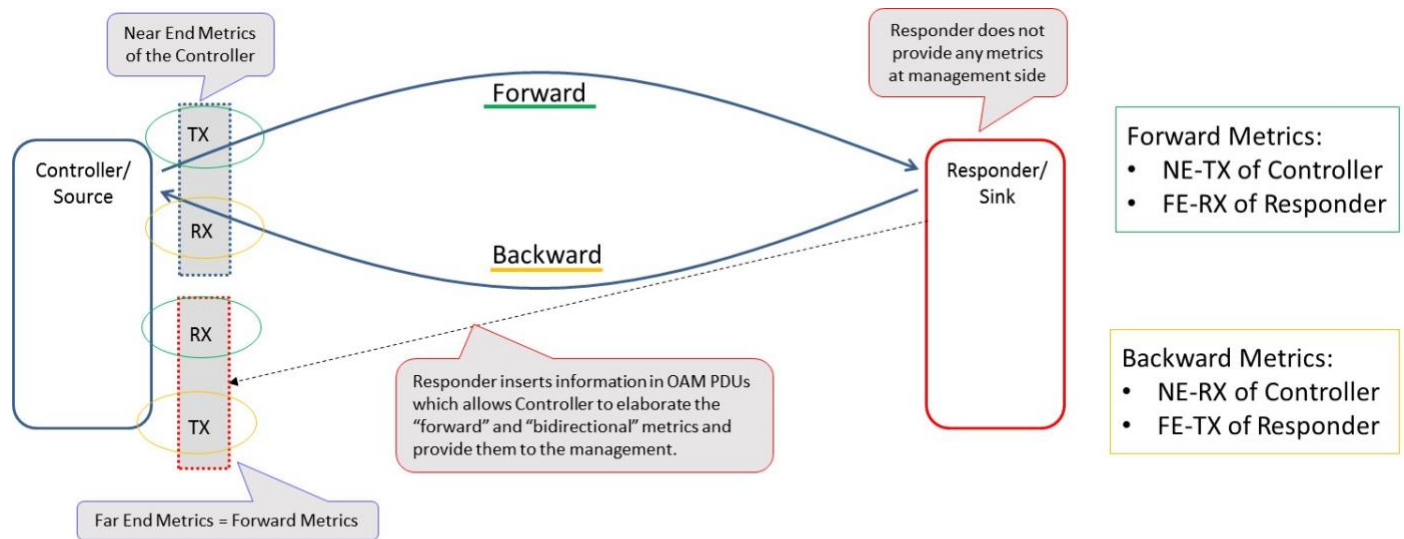 Near End Metrics
of the Controller
Responder does not
provide any metrics
at management side
Forward
TX
Controller/
Source
RX
Responder/
Sink
Forward Metrics:
• NE-TX of Controller
• FE-RX of Responder
Backward
RX
TX
Responder inserts information in OAM PDUs
which allows Controller to elaborate the
“forward” and “bidirectional” metrics and
provide them to the management.
Backward Metrics:
• NE-RX of Controller
• FE-TX of Responder
Far End Metrics = Forward Metrics